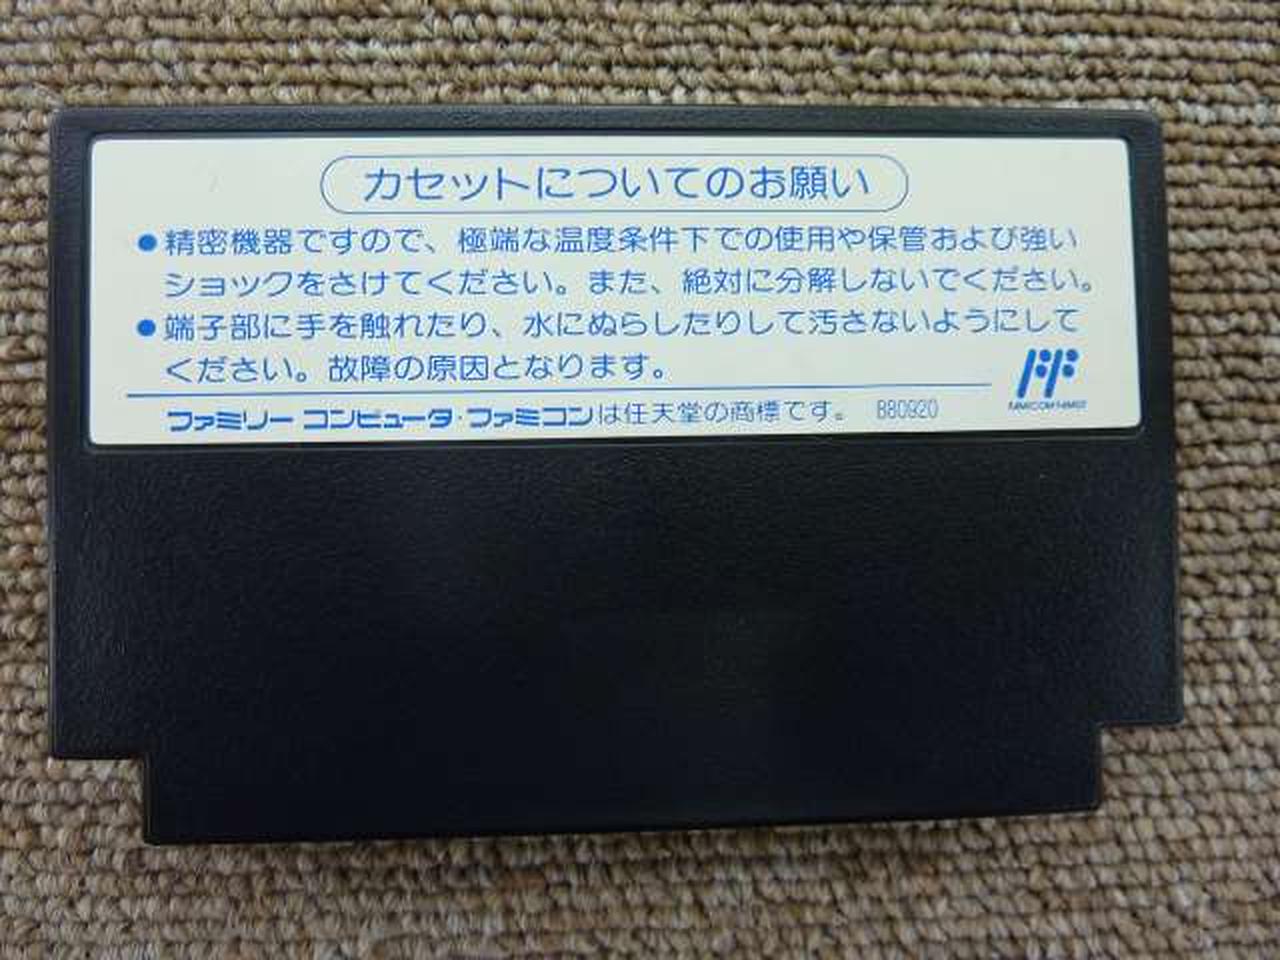 カセットについてのお願い
●精密機器ですので、極端な温度条件下での使用や保管および強い
ショックをさけてください。また、絶対に分解しないでください。
●端子部に手を触れたり、水にぬらしたりして汚さないようにして
ください。故障の原因となります。
FAMICOM FAMILY
ファミリー コンピュータ・ファミコンは任天堂の商標です。 B80920